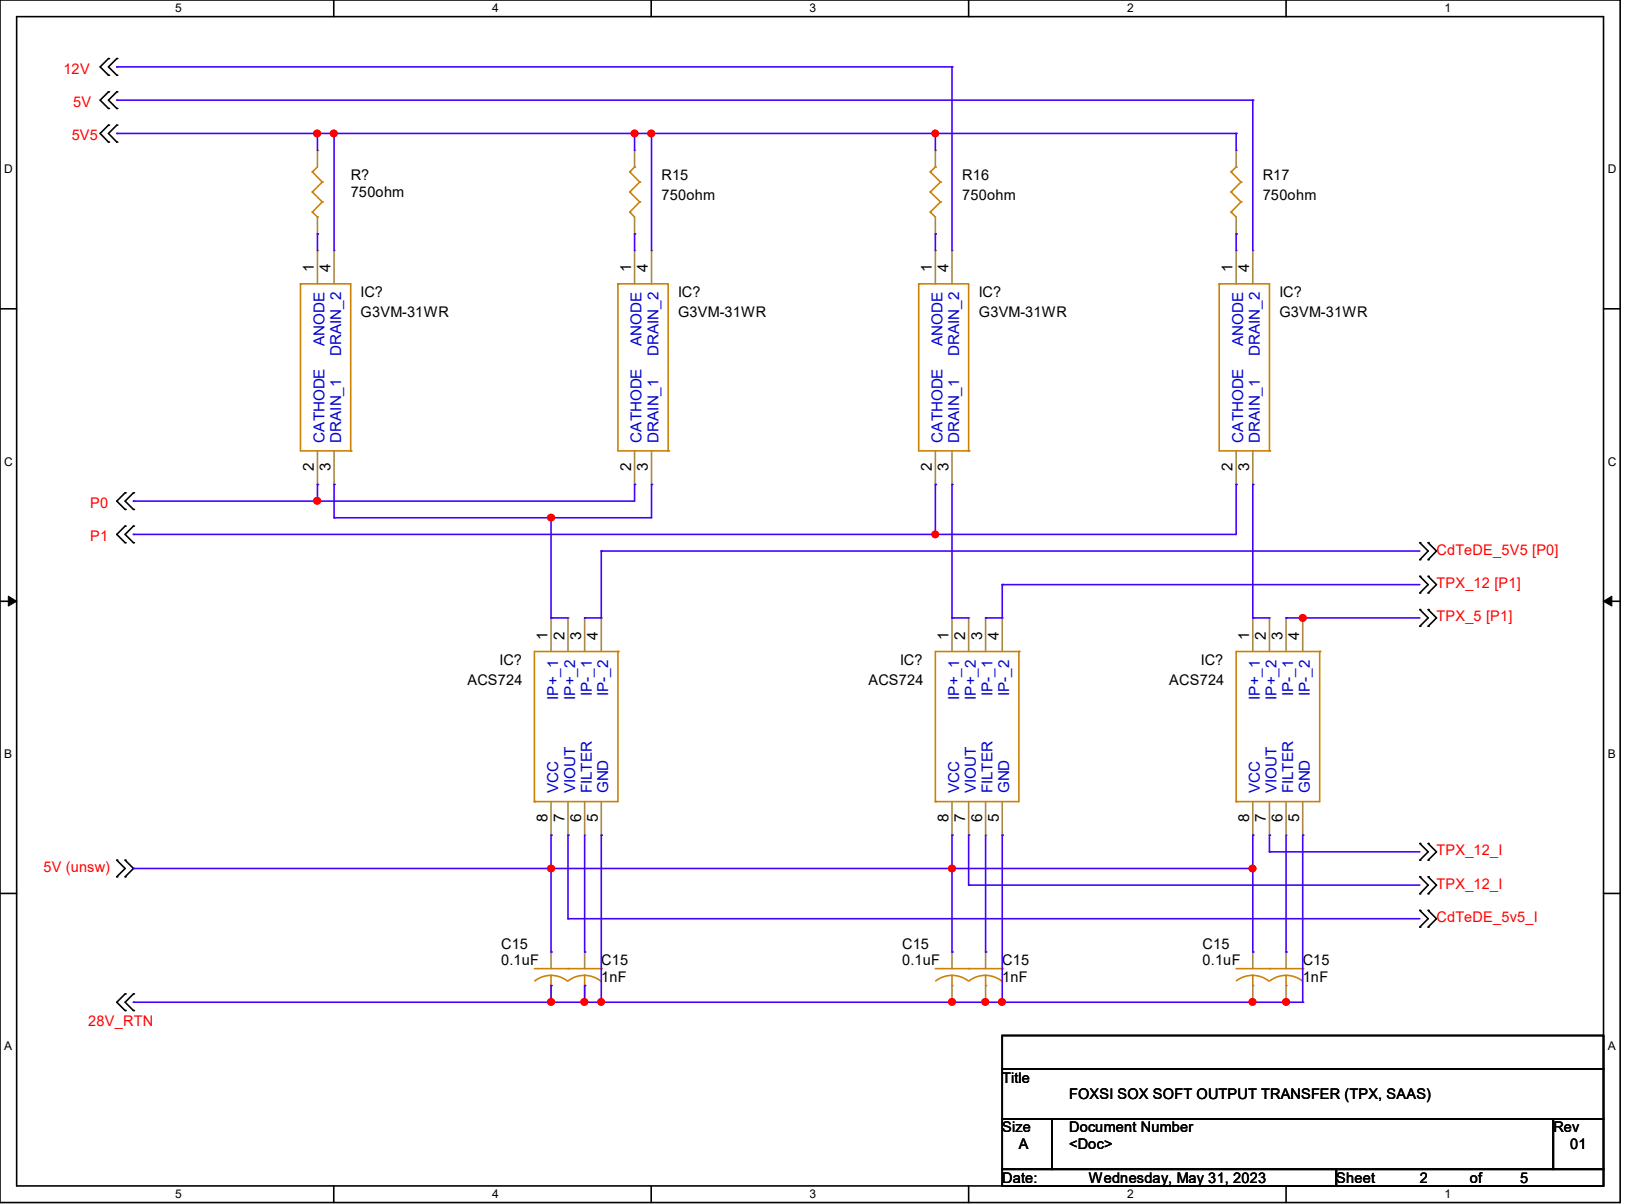 5 4 3 2 1
12V
5V
5V5
D D
R?
750ohm
R15
750ohm
R16
750ohm
R17
750ohm
1 4 1 4 1 4 1 4
IC?
G3VM-31WR
IC?
G3VM-31WR
IC?
G3VM-31WR
IC?
G3VM-31WR
ANODE DRAIN_2 ANODE DRAIN_2 ANODE DRAIN_2 ANODE DRAIN_2
CATHODE DRAIN_1 CATHODE DRAIN_1 CATHODE DRAIN_1 CATHODE DRAIN_1
C C
2 3 2 3 2 3 2 3
P0
P1
CdTeDE_5V5 [P0]
TPX_12 [P1]
TPX_5 [P1]
1 2 3 4 1 2 3 4 1 2 3 4
IC?
ACS724
IC?
ACS724
IC?
ACS724
IP+_1 IP+_2 IP-_1 IP-_2 IP+_1 IP+_2 IP-_1 IP-_2 IP+_1 IP+_2 IP-_1 IP-_2
B B
VCC VIOUT FILTER GND VCC VIOUT FILTER GND VCC VIOUT FILTER GND
8 7 6 5 8 7 6 5 8 7 6 5
5V (unsw)
TPX_12_I
TPX_12_I
CdTeDE_5v5_I
C15
0.1uF
C15
1nF
C15
0.1uF
C15
1nF
C15
0.1uF
C15
1nF
28V_RTN
A A
Title
FOXSI SOX SOFT OUTPUT TRANSFER (TPX, SAAS)
Size Document Number Rev
A <Doc> 01
Date: Wednesday, May 31, 2023 Sheet 2 of 5
5 4 3 2 1